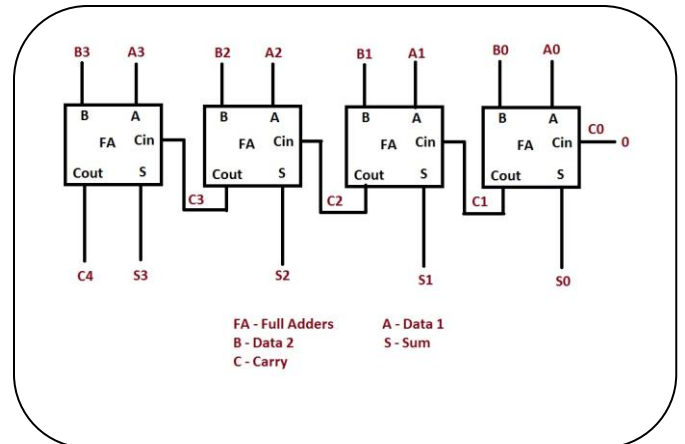 B3 A3 B2 A2 B1 A1 B0 A0
B A B A B A B A
C0
FA Cin FA Cin FA Cin FA Cin 0
Cout S Cout S Cout S Cout S
C3 C2 C1
C4 S3 S2 S1 S0
FA - Full Adders A - Data 1
B - Data 2 S - Sum
C - Carry